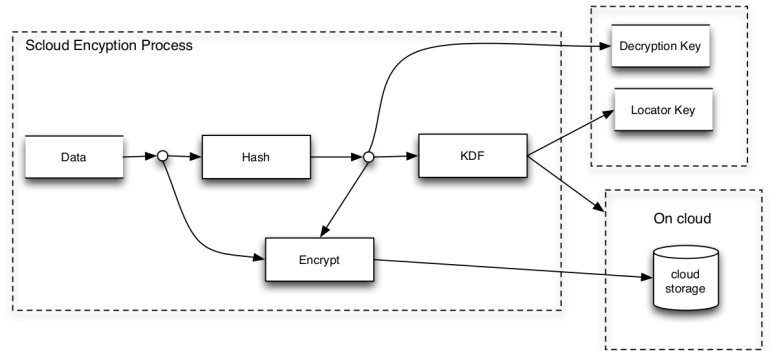 Scloud Encyption Process
Decryption Key
Locator Key
Data
Hash
KDF
Encrypt
On cloud
cloud
storage